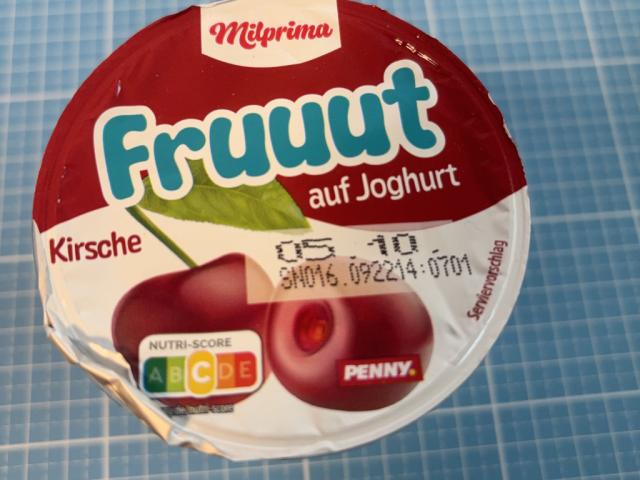 Milprima
Fruuut
auf Joghurt
Kirsche
05.10.
SN016.092214:0701
Serviervorschlag
NUTRI-SCORE
A B C D E
PENNY.